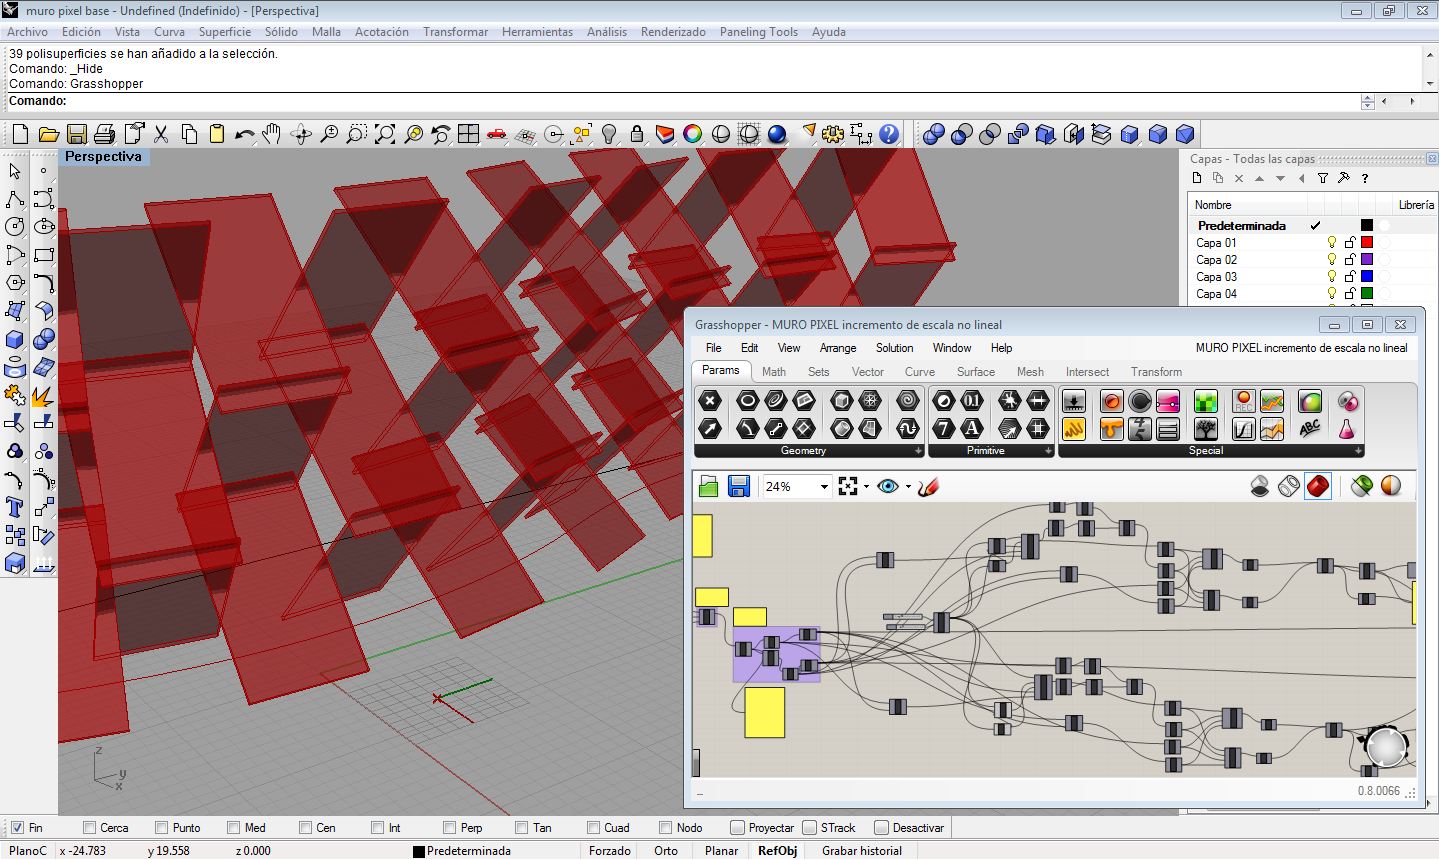 muro pixel base - Undefined (Indefinido) - [Perspectiva]
Archivo Edición Vista Curva Superficie Sólido Malla Acotación Transformar Herramientas Análisis Renderizado Paneling Tools Ayuda
39 polisuperficies se han añadido a la selección.
Comando: _Hide
Comando: Grasshopper
Comando:
Perspectiva
Capas - Todas las capas
Nombre Librería
Predeterminada
Capa 01
Capa 02
Capa 03
Capa 04
Grasshopper - MURO PIXEL incremento de escala no lineal
File Edit View Arrange Solution Window Help MURO PIXEL incremento de escala no lineal
Params Math Sets Vector Curve Surface Mesh Intersect Transform
0.1 REC
7 A ABC
Geometry Primitive Special
24%
z
y
x
... 0.8.0066
Fin Cerca Punto Med Cen Int Perp Tan Cuad Nodo Proyectar STrack Desactivar
PlanoC x -24.783 y 19.558 z 0.000 Predeterminada Forzado Orto Planar RefObj Grabar historial